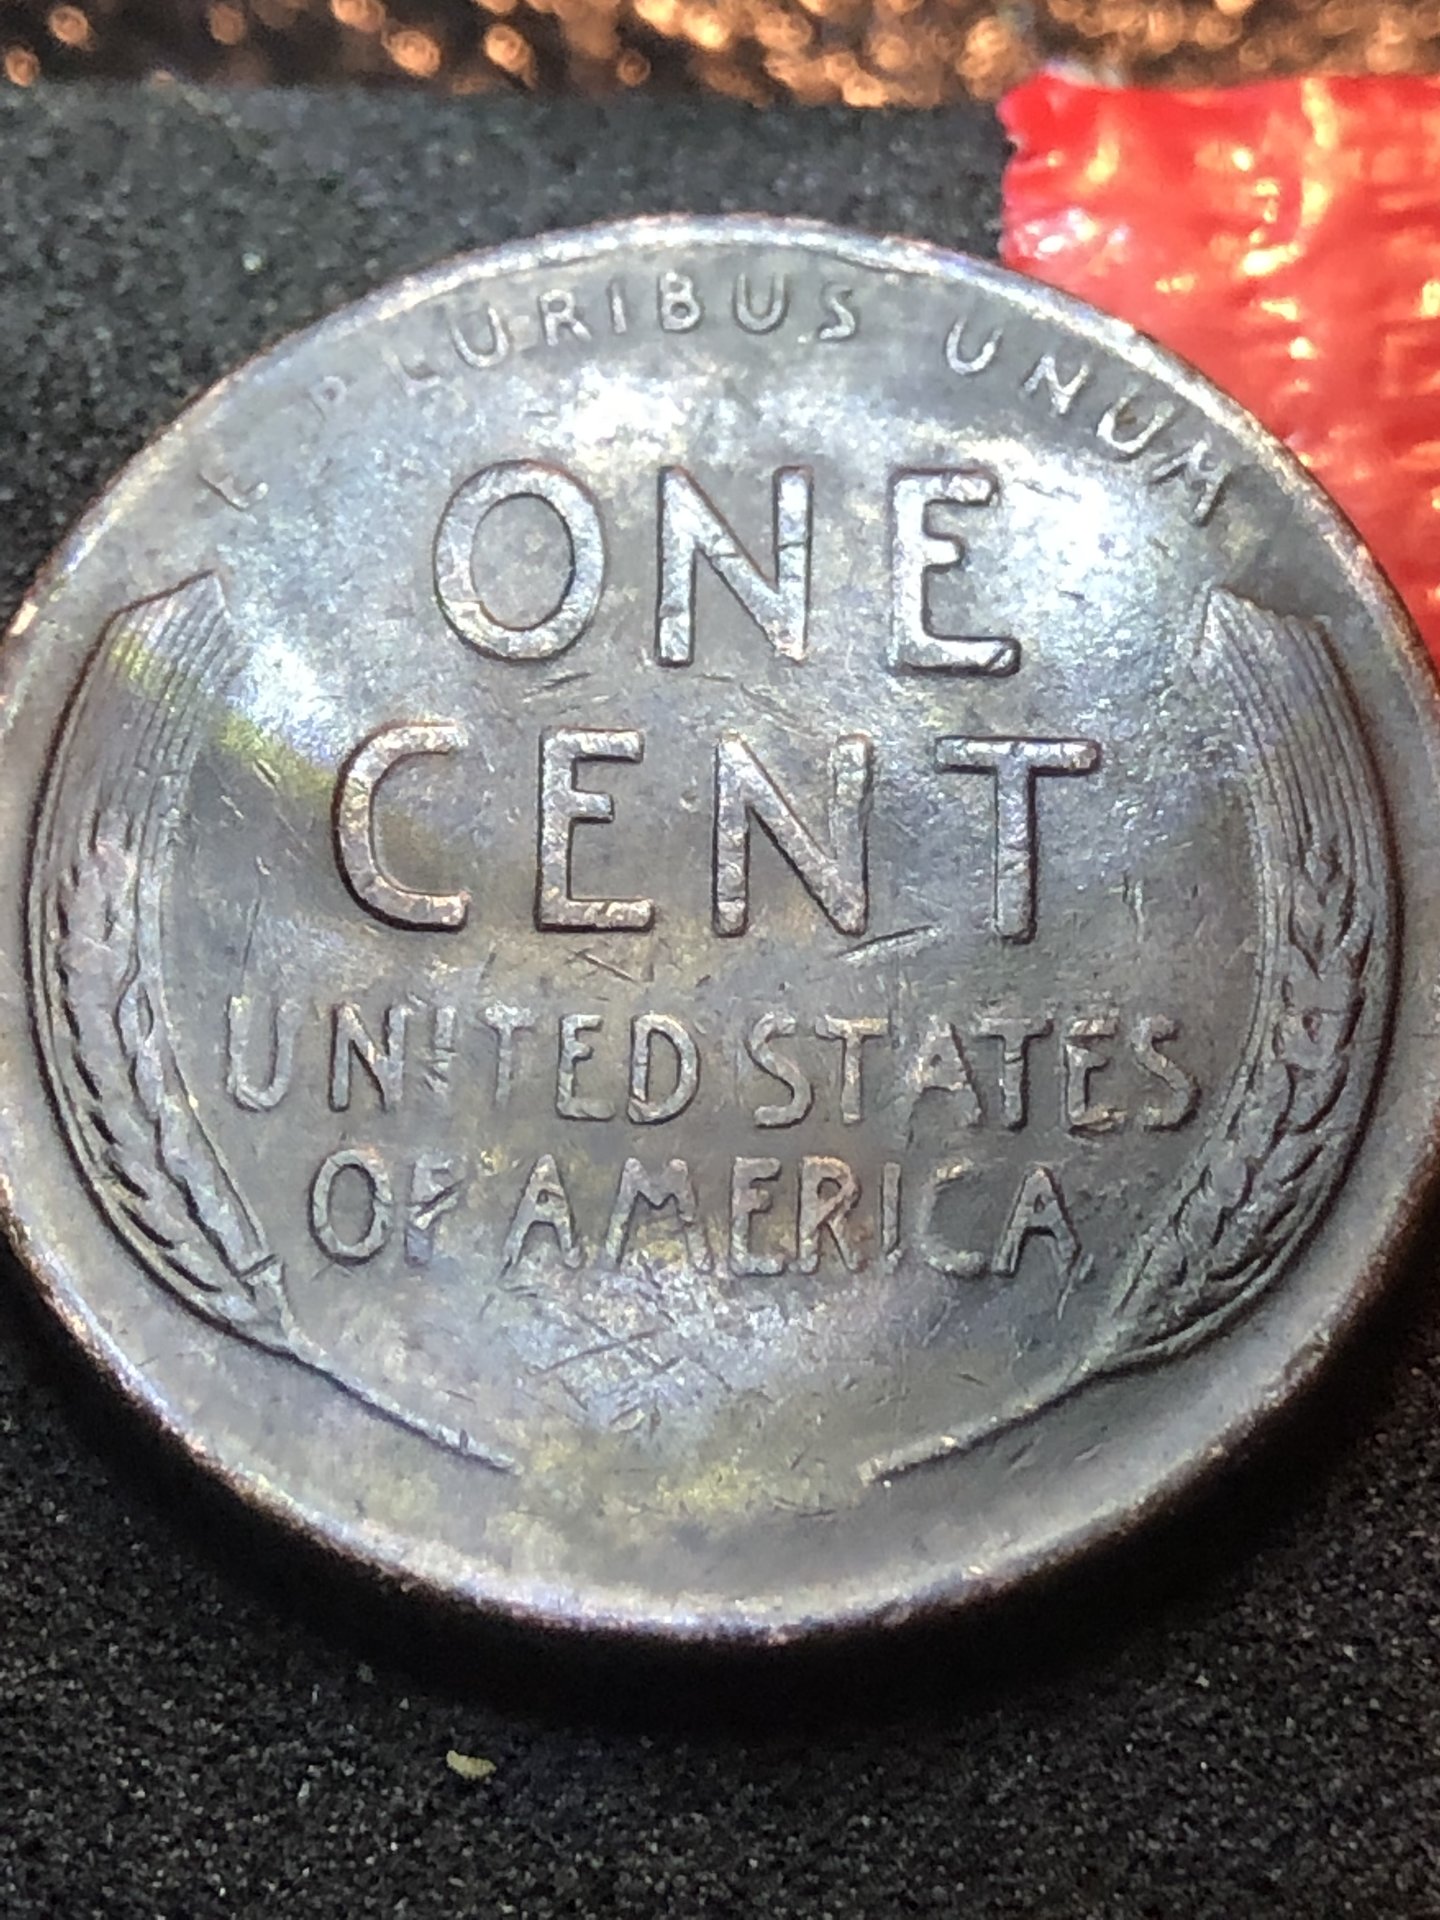 E PLURIBUS UNUM
ONE
CENT
UNITED STATES
OF AMERICA